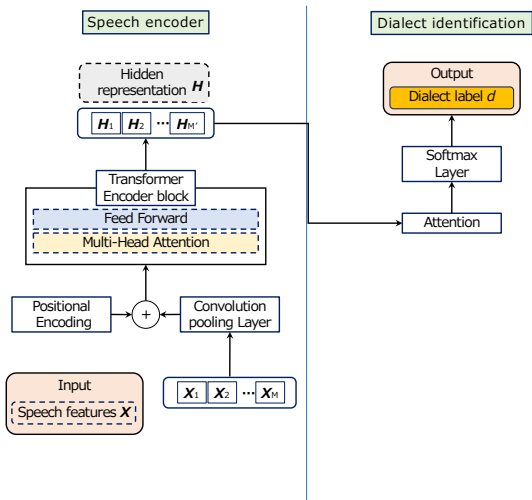 Speech encoder
Dialect identification
Hidden
representation H
H1 H2 ... HM'
Transformer
Encoder block
Feed Forward
Multi-Head Attention
Positional
Encoding
+
Convolution
pooling Layer
Input
Speech features X
X1 X2 ... XM
Output
Dialect label d
Softmax
Layer
Attention